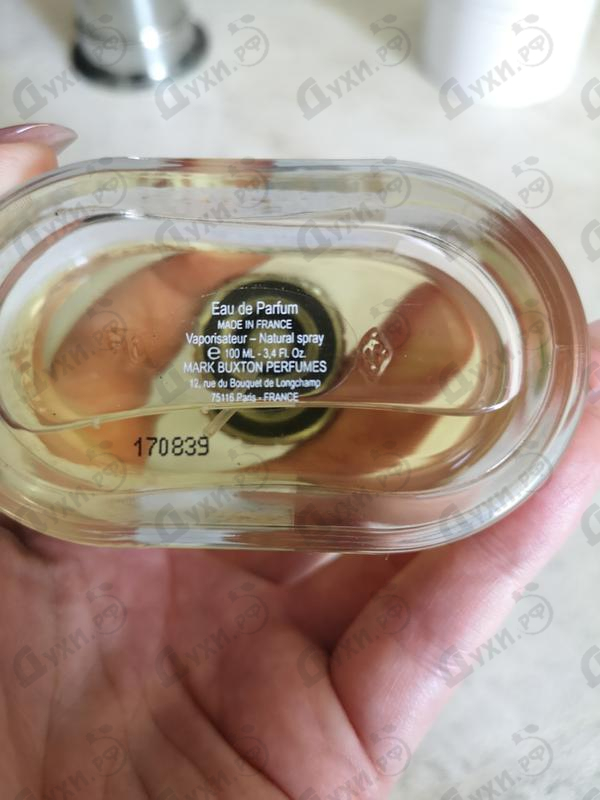 Eau de Parfum
MADE IN FRANCE
Vaporisateur – Natural spray
℮ 100 ML - 3,4 Fl. Oz.
MARK BUXTON PERFUMES
12, rue du Bouquet de Longchamp
75116 Paris - FRANCE
170839
Духи.РФ